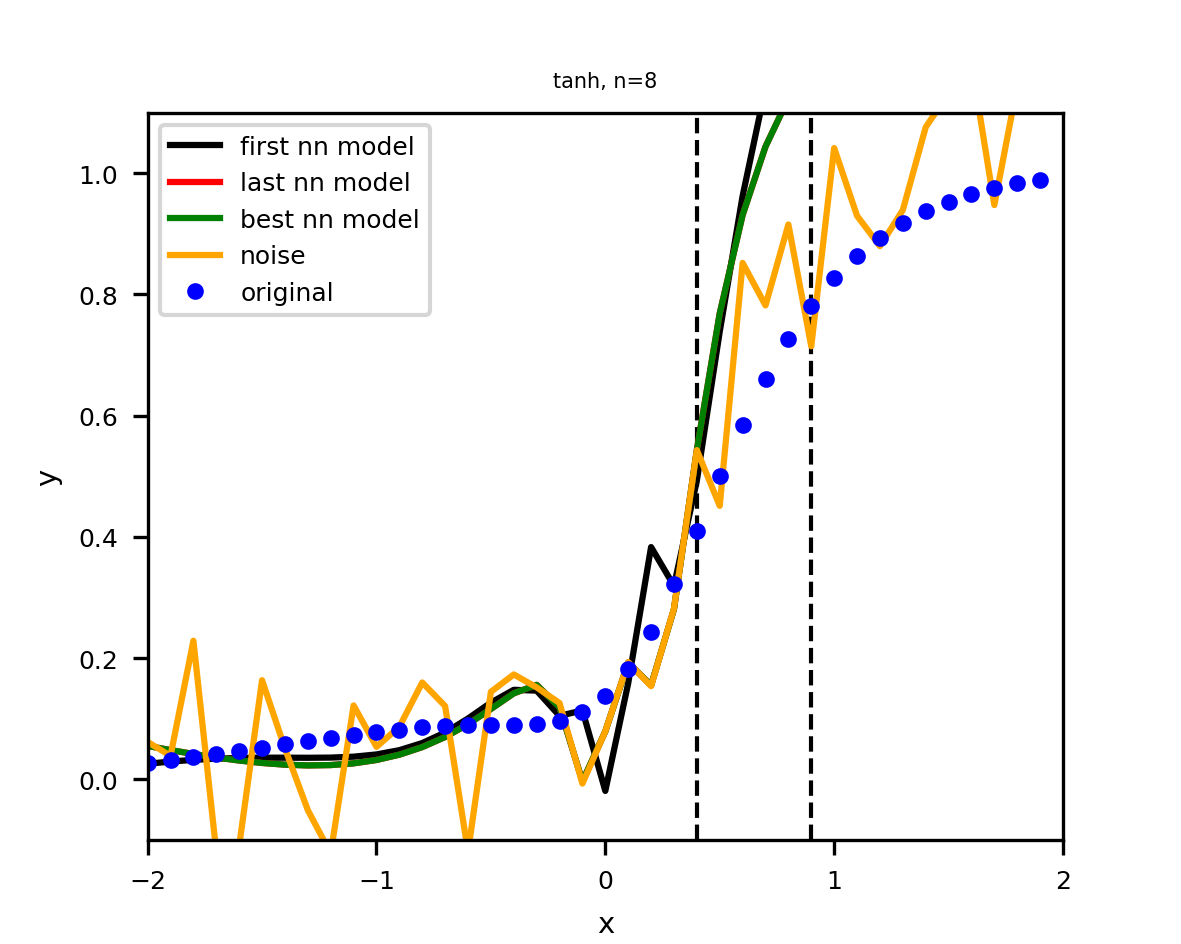 tanh, n=8
first nn model
last nn model
best nn model
noise
original
1.0
0.8
0.6
0.4
0.2
0.0
y
−2
−1
0
1
2
x